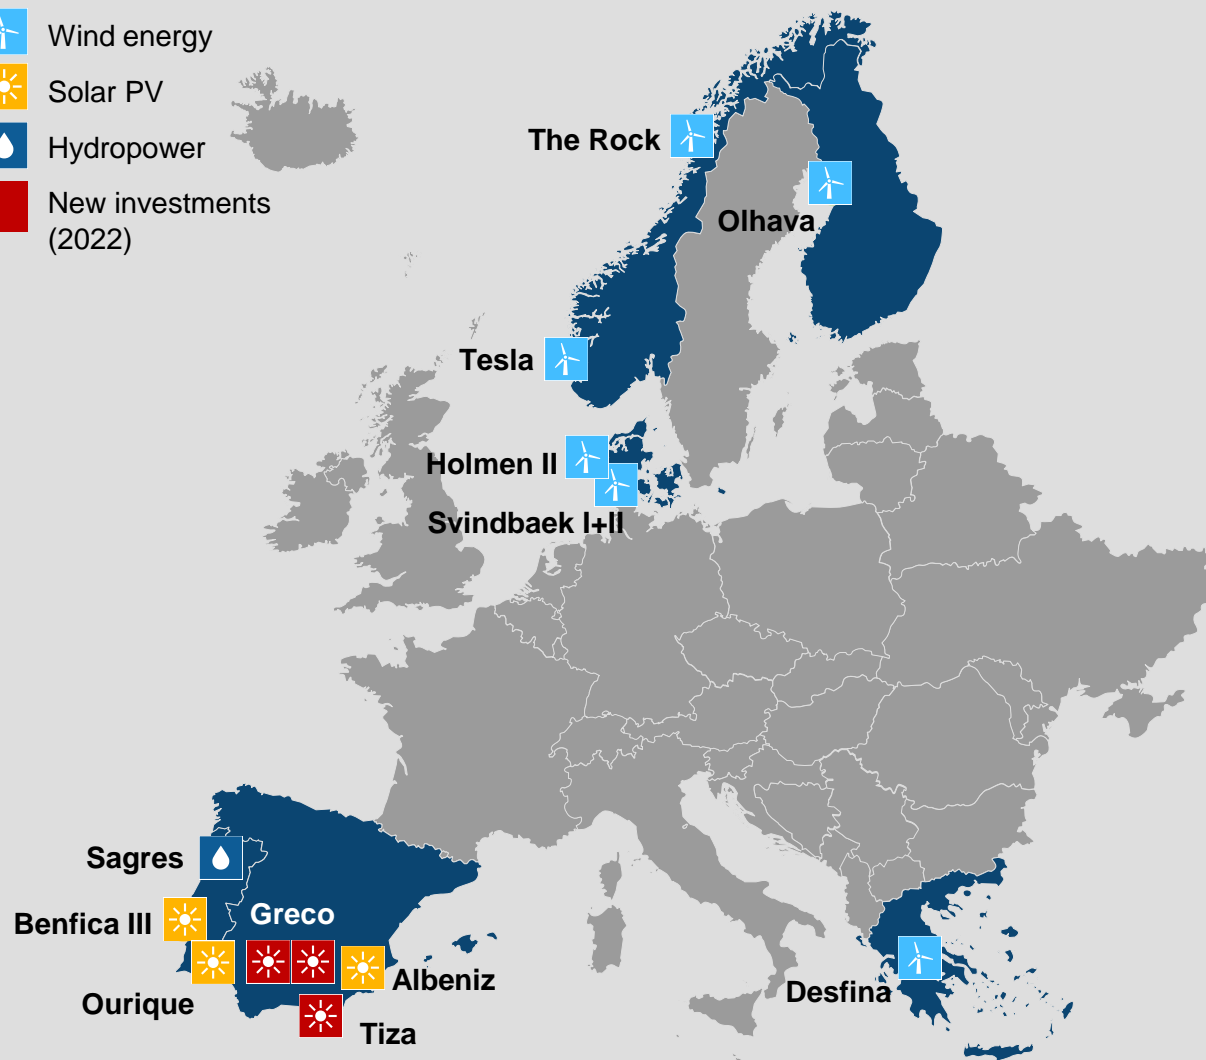 Wind energy
Solar PV
Hydropower
New investments
(2022)
The Rock
Olhava
Tesla
Holmen II
Svindbaek I+II
Sagres
Benfica III
Greco
Ourique
Albeniz
Tiza
Desfina